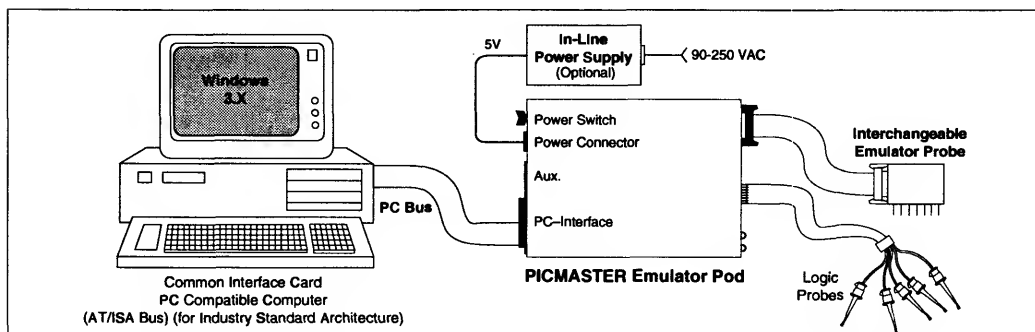 Windows
3.X
5V
In-Line
Power Supply
(Optional)
90-250 VAC
Power Switch
Power Connector
Aux.
PC–Interface
PC Bus
PICMASTER Emulator Pod
Interchangeable
Emulator Probe
Logic
Probes
Common Interface Card
PC Compatible Computer
(AT/ISA Bus) (for Industry Standard Architecture)